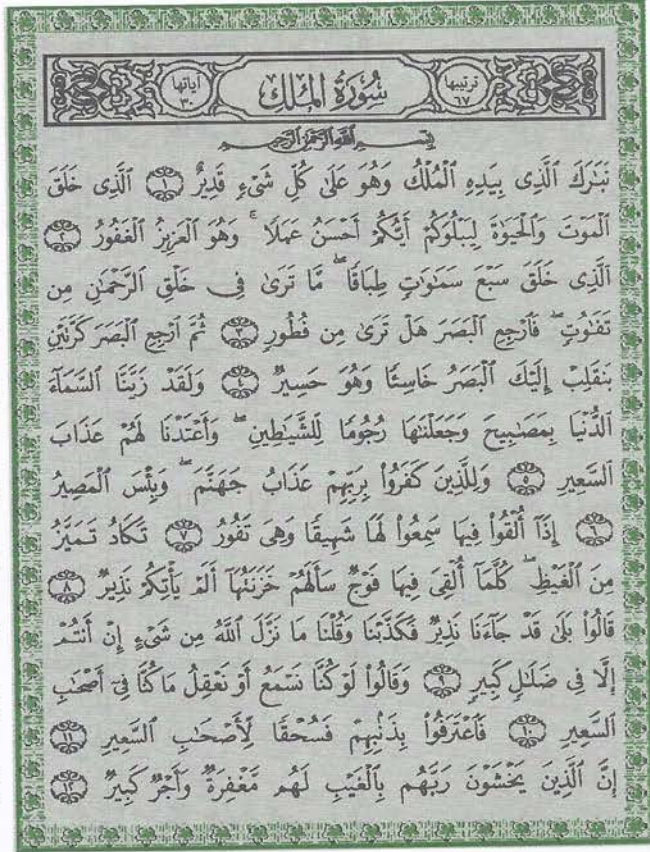 ترتيبها ٦٧ سُورَةُ المُلكِ آياتها ٣٠
بِسْمِ ٱللَّهِ ٱلرَّحْمَٰنِ ٱلرَّحِيمِ
تَبَٰرَكَ ٱلَّذِى بِيَدِهِ ٱلْمُلْكُ وَهُوَ عَلَىٰ كُلِّ شَىْءٍ قَدِيرٌ ﴿١﴾ ٱلَّذِى خَلَقَ
ٱلْمَوْتَ وَٱلْحَيَوٰةَ لِيَبْلُوَكُمْ أَيُّكُمْ أَحْسَنُ عَمَلًا ۚ وَهُوَ ٱلْعَزِيزُ ٱلْغَفُورُ ﴿٢﴾
ٱلَّذِى خَلَقَ سَبْعَ سَمَٰوَٰتٍ طِبَاقًا ۖ مَّا تَرَىٰ فِى خَلْقِ ٱلرَّحْمَٰنِ مِن
تَفَٰوُتٍ ۖ فَٱرْجِعِ ٱلْبَصَرَ هَلْ تَرَىٰ مِن فُطُورٍ ﴿٣﴾ ثُمَّ ٱرْجِعِ ٱلْبَصَرَ كَرَّتَيْنِ
يَنقَلِبْ إِلَيْكَ ٱلْبَصَرُ خَاسِئًا وَهُوَ حَسِيرٌ ﴿٤﴾ وَلَقَدْ زَيَّنَّا ٱلسَّمَآءَ
ٱلدُّنْيَا بِمَصَٰبِيحَ وَجَعَلْنَٰهَا رُجُومًا لِّلشَّيَٰطِينِ ۖ وَأَعْتَدْنَا لَهُمْ عَذَابَ
ٱلسَّعِيرِ ﴿٥﴾ وَلِلَّذِينَ كَفَرُوا۟ بِرَبِّهِمْ عَذَابُ جَهَنَّمَ ۖ وَبِئْسَ ٱلْمَصِيرُ
﴿٦﴾ إِذَآ أُلْقُوا۟ فِيهَا سَمِعُوا۟ لَهَا شَهِيقًا وَهِىَ تَفُورُ ﴿٧﴾ تَكَادُ تَمَيَّزُ
مِنَ ٱلْغَيْظِ ۖ كُلَّمَآ أُلْقِىَ فِيهَا فَوْجٌ سَأَلَهُمْ خَزَنَتُهَآ أَلَمْ يَأْتِكُمْ نَذِيرٌ ﴿٨﴾
قَالُوا۟ بَلَىٰ قَدْ جَآءَنَا نَذِيرٌ فَكَذَّبْنَا وَقُلْنَا مَا نَزَّلَ ٱللَّهُ مِن شَىْءٍ إِنْ أَنتُمْ
إِلَّا فِى ضَلَٰلٍ كَبِيرٍ ﴿٩﴾ وَقَالُوا۟ لَوْ كُنَّا نَسْمَعُ أَوْ نَعْقِلُ مَا كُنَّا فِىٓ أَصْحَٰبِ
ٱلسَّعِيرِ ﴿١٠﴾ فَٱعْتَرَفُوا۟ بِذَنۢبِهِمْ فَسُحْقًا لِّأَصْحَٰبِ ٱلسَّعِيرِ ﴿١١﴾
إِنَّ ٱلَّذِينَ يَخْشَوْنَ رَبَّهُم بِٱلْغَيْبِ لَهُم مَّغْفِرَةٌ وَأَجْرٌ كَبِيرٌ ﴿١٢﴾